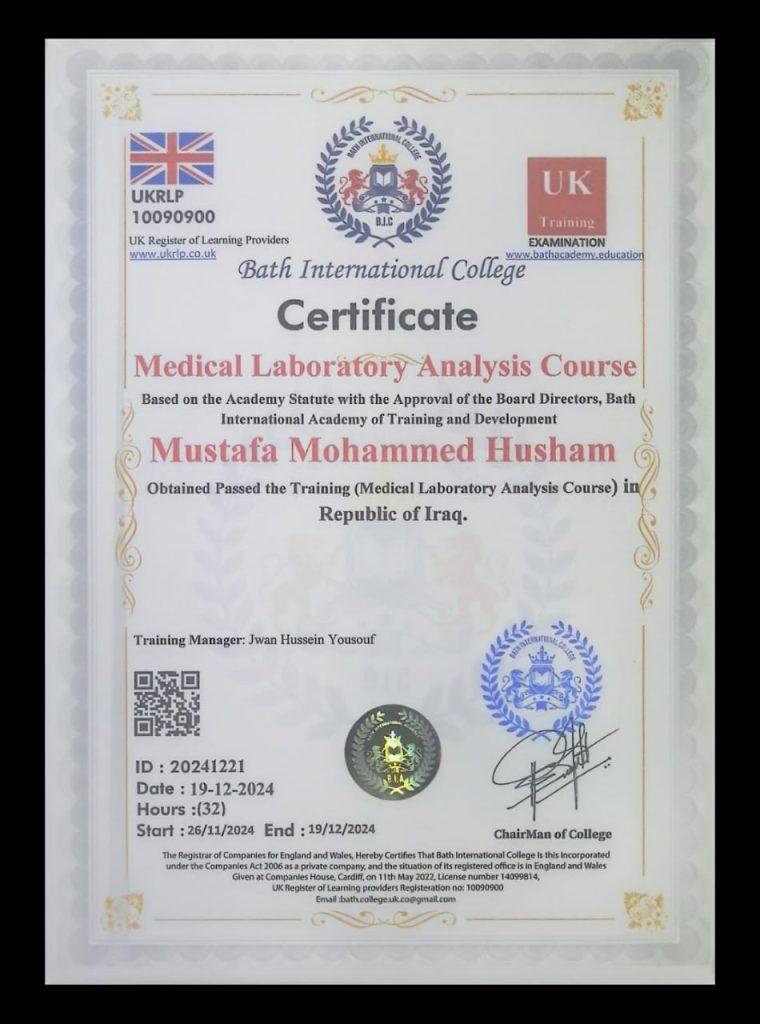 UKRLP
10090900
UK Register of Learning Providers
www.ukrlp.co.uk
BATH INTERNATIONAL COLLEGE
B.I.C
UK
Training
EXAMINATION
www.bathacademy.education
Bath International College
Certificate
Medical Laboratory Analysis Course
Based on the Academy Statute with the Approval of the Board Directors, Bath
International Academy of Training and Development
Mustafa Mohammed Husham
Obtained Passed the Training (Medical Laboratory Analysis Course) in
Republic of Iraq.
Training Manager: Jwan Hussein Yousouf
BATH INTERNATIONAL COLLEGE
B.I.A
ID : 20241221
Date : 19-12-2024
Hours :(32)
Start : 26/11/2024 End : 19/12/2024
ChairMan of College
The Registrar of Companies for England and Wales, Hereby Certifies That Bath International College Is this Incorporated
under the Companies Act 2006 as a private company, and the situation of its registered office is in England and Wales
Given at Companies House, Cardiff, on 11th May 2022, License number 14099814,
UK Register of Learning providers Registeration no: 10090900
Email :bath.college.uk.co@gmail.com